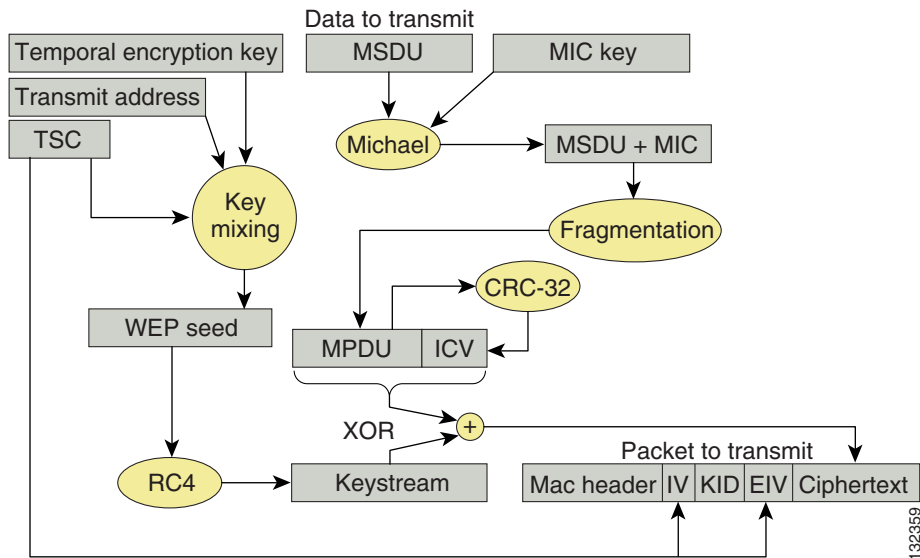 Data to transmit
Temporal encryption key
MSDU
MIC key
Transmit address
TSC
Michael
MSDU + MIC
Key
mixing
Fragmentation
CRC-32
WEP seed
MPDU
ICV
XOR
+
Packet to transmit
RC4
Keystream
Mac header
IV
KID
EIV
Ciphertext
132359